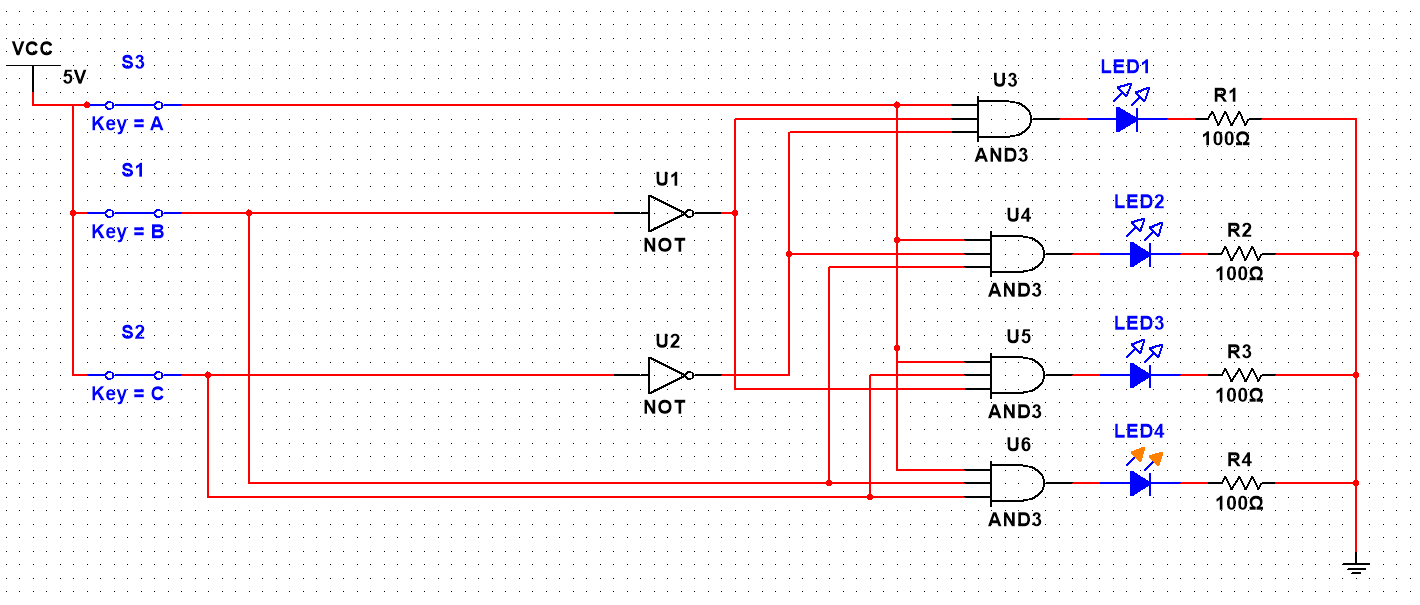 VCC
5V
S3
Key = A
S1
Key = B
S2
Key = C
U1
NOT
U2
NOT
U3
AND3
LED1
R1
100Ω
U4
AND3
LED2
R2
100Ω
U5
AND3
LED3
R3
100Ω
U6
AND3
LED4
R4
100Ω